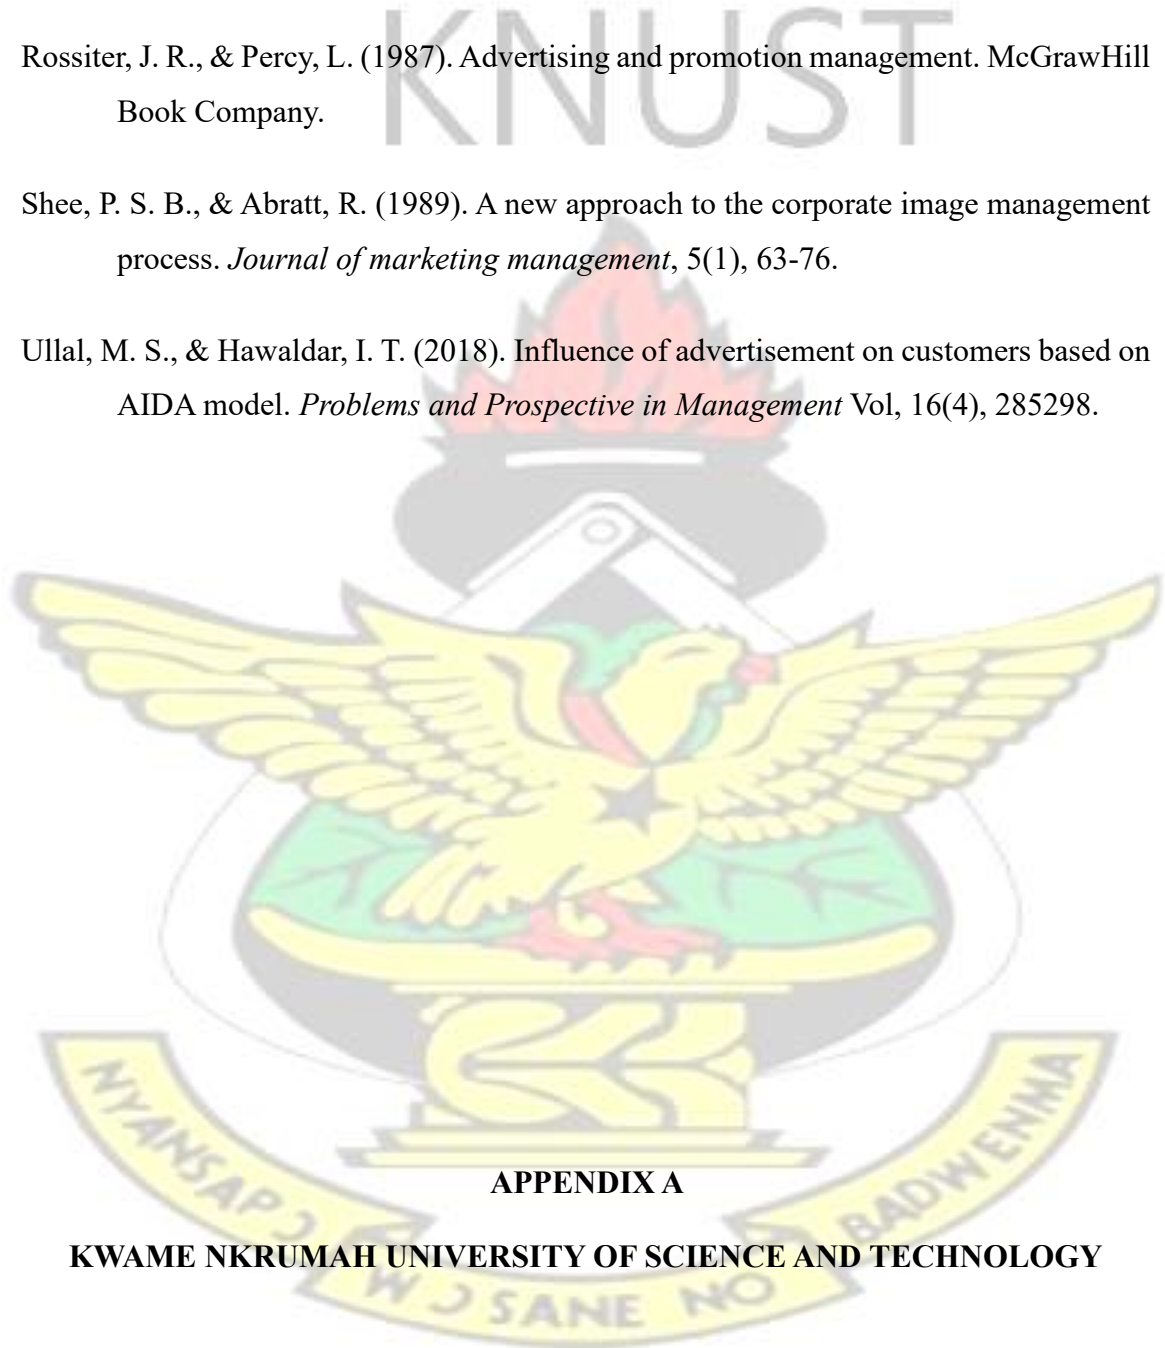 KNUST
Rossiter, J. R., & Percy, L. (1987). Advertising and promotion management. McGrawHill
Book Company.
Shee, P. S. B., & Abratt, R. (1989). A new approach to the corporate image management
process. Journal of marketing management, 5(1), 63-76.
Ullal, M. S., & Hawaldar, I. T. (2018). Influence of advertisement on customers based on
AIDA model. Problems and Prospective in Management Vol, 16(4), 285298.
APPENDIX A
KWAME NKRUMAH UNIVERSITY OF SCIENCE AND TECHNOLOGY
NYANSAPƆ
WƆ SANE NO
BADWENMA